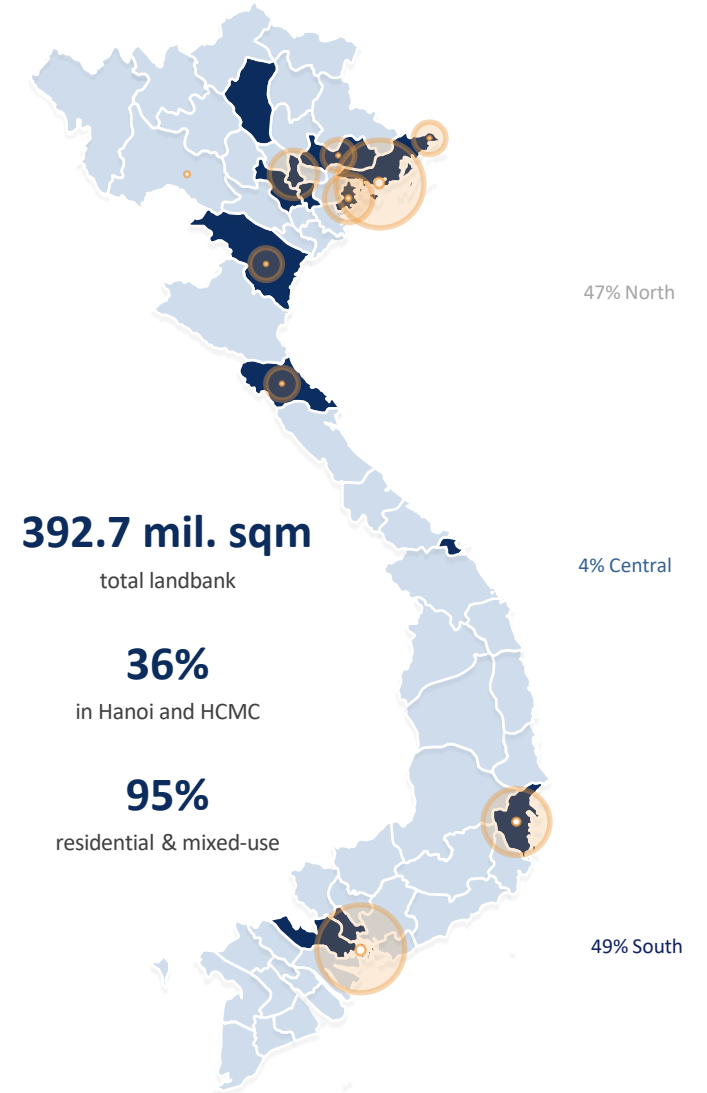 47% North
392.7 mil. sqm
total landbank
4% Central
36%
in Hanoi and HCMC
95%
residential & mixed-use
49% South